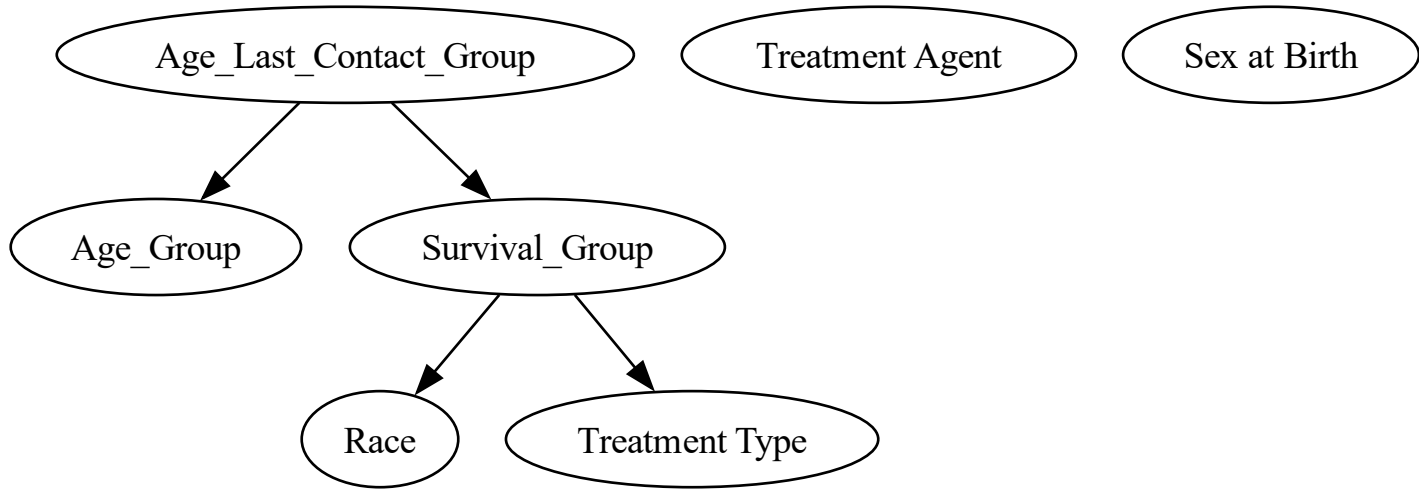 Age_Last_Contact_Group
Treatment Agent
Sex at Birth
Age_Group
Survival_Group
Race
Treatment Type